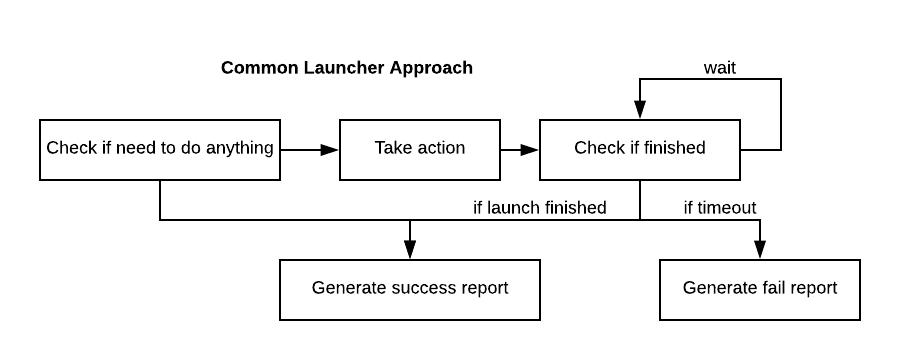 Common Launcher Approach
wait
Check if need to do anything
Take action
Check if finished
if launch finished
if timeout
Generate success report
Generate fail report